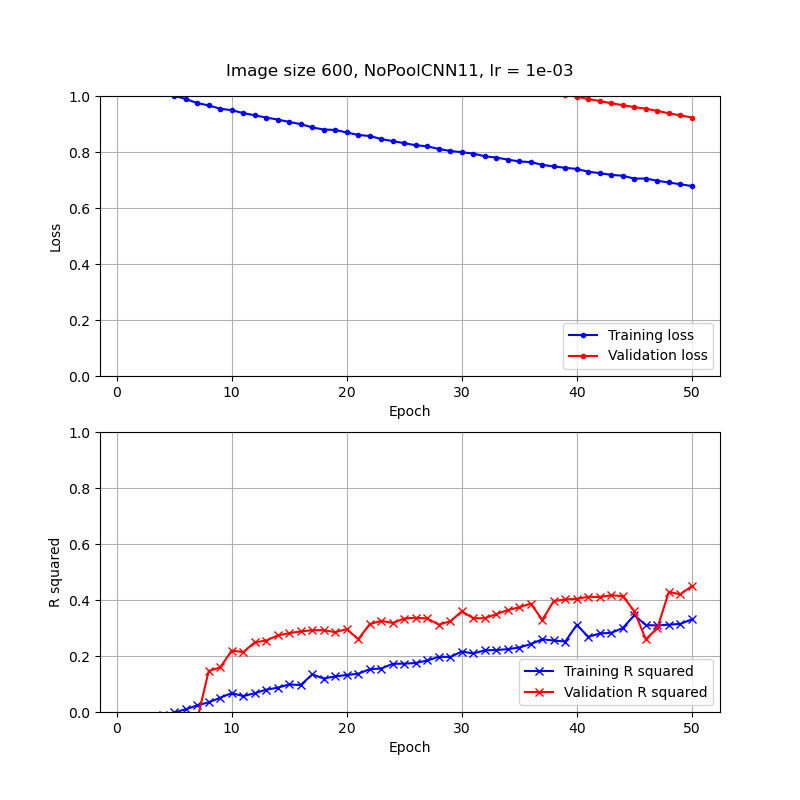 Image size 600, NoPoolCNN11, lr = 1e-03
1.0
0.8
0.6
0.4
0.2
0.0
Loss
Training loss
Validation loss
0 10 20 30 40 50
Epoch
1.0
0.8
0.6
0.4
0.2
0.0
R squared
Training R squared
Validation R squared
0 10 20 30 40 50
Epoch